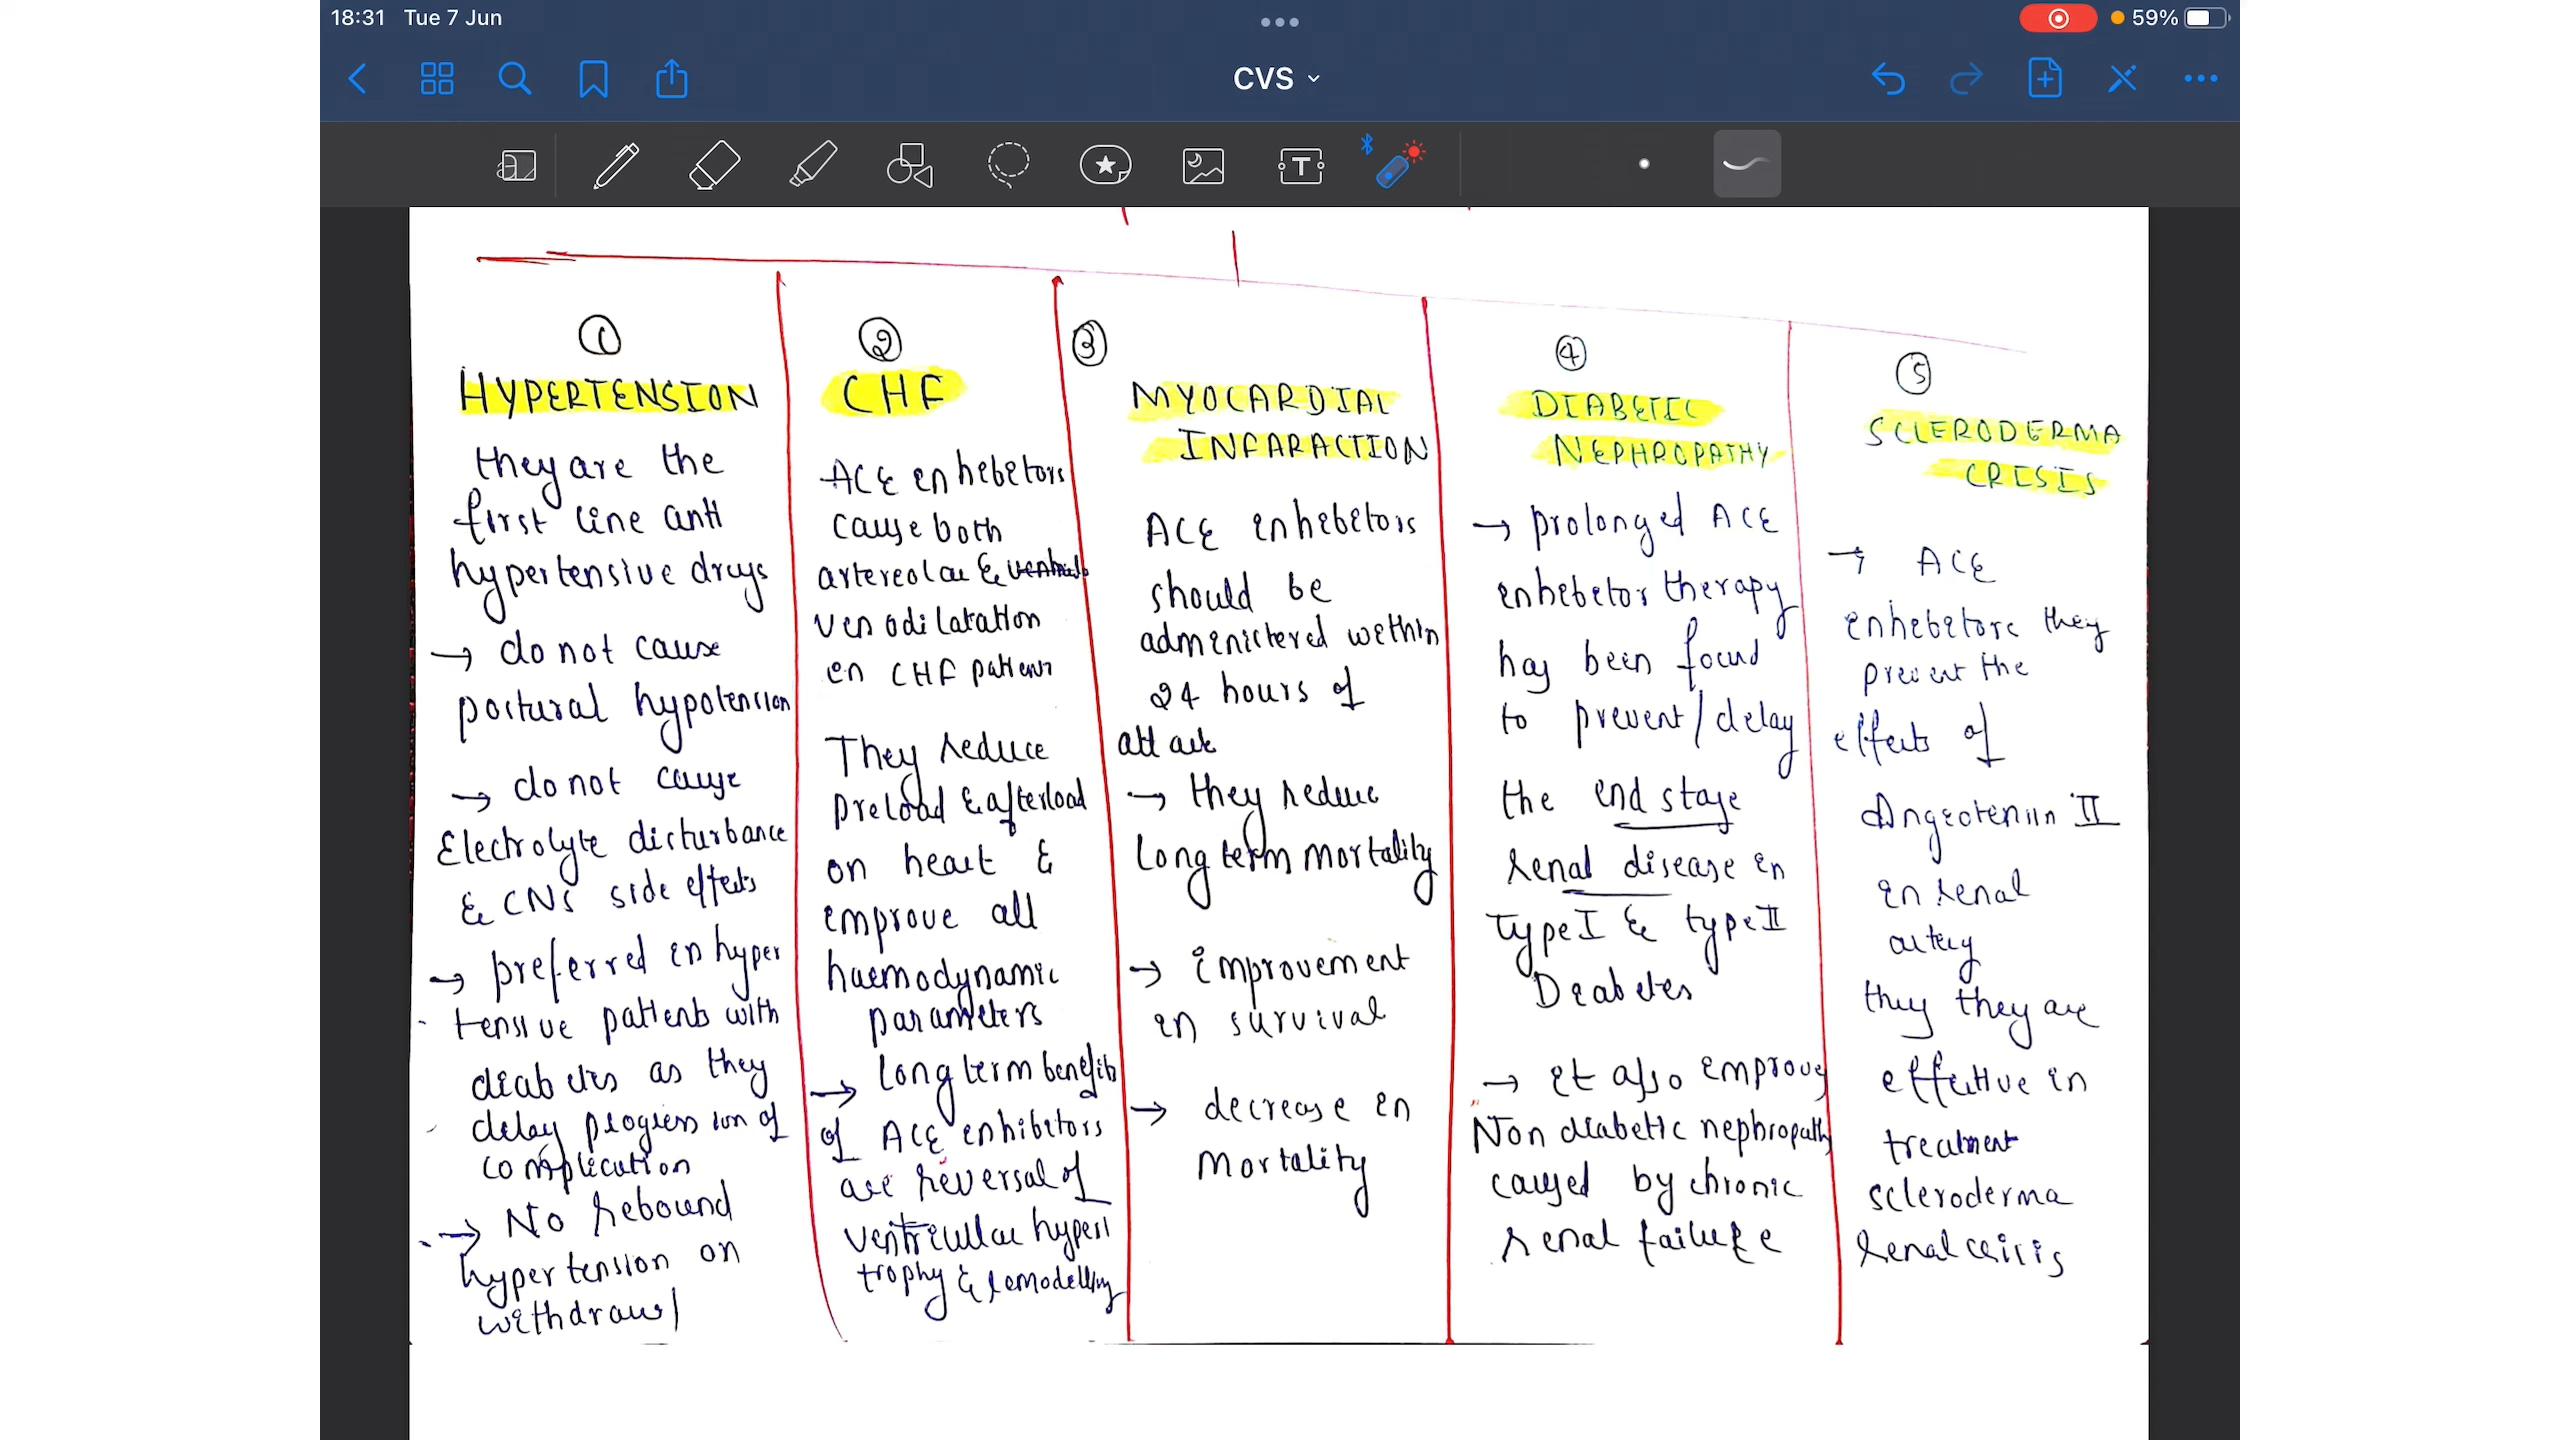 18:31 Tue 7 Jun
59%
CVS
①
HYPERTENSION
they are the
first line anti
hypertensive drugs
→ do not cause
postural hypotension
→ do not cause
Electrolyte disturbance
& CNS side effects
→ preferred in hyper
tensive patients with
diabetes as they
delay progression of
complication
→ No rebound
hypertension on
withdrawl
②
CHF
ACE inhibitors
cause both
arteriolar &
venodilatation
in CHF patient
They reduce
preload & afterload
on heart &
improve all
haemodynamic
parameters
→ Long term benefits
of ACE inhibitors
are reversal of
ventricular hyper
trophy & remodelling
③
MYOCARDIAL
INFARACTION
ACE inhibitors
should be
administered within
24 hours of
attack
→ they reduce
Long term mortality
→ improvement
in survival
→ decrease in
mortality
④
DIABETIC
NEPHROPATHY
→ prolonged ACE
inhibitor therapy
has been found
to prevent/delay
the end stage
renal disease in
type I & type II
Diabetes
→ it also improves
Non diabetic nephropathy
caused by chronic
renal failure
⑤
SCLERODERMA
CRISIS
→ ACE
inhibitors they
prevent the
effects of
Angiotensin II
in renal
artery
thus they are
effective in
treatment
scleroderma
renal crisis